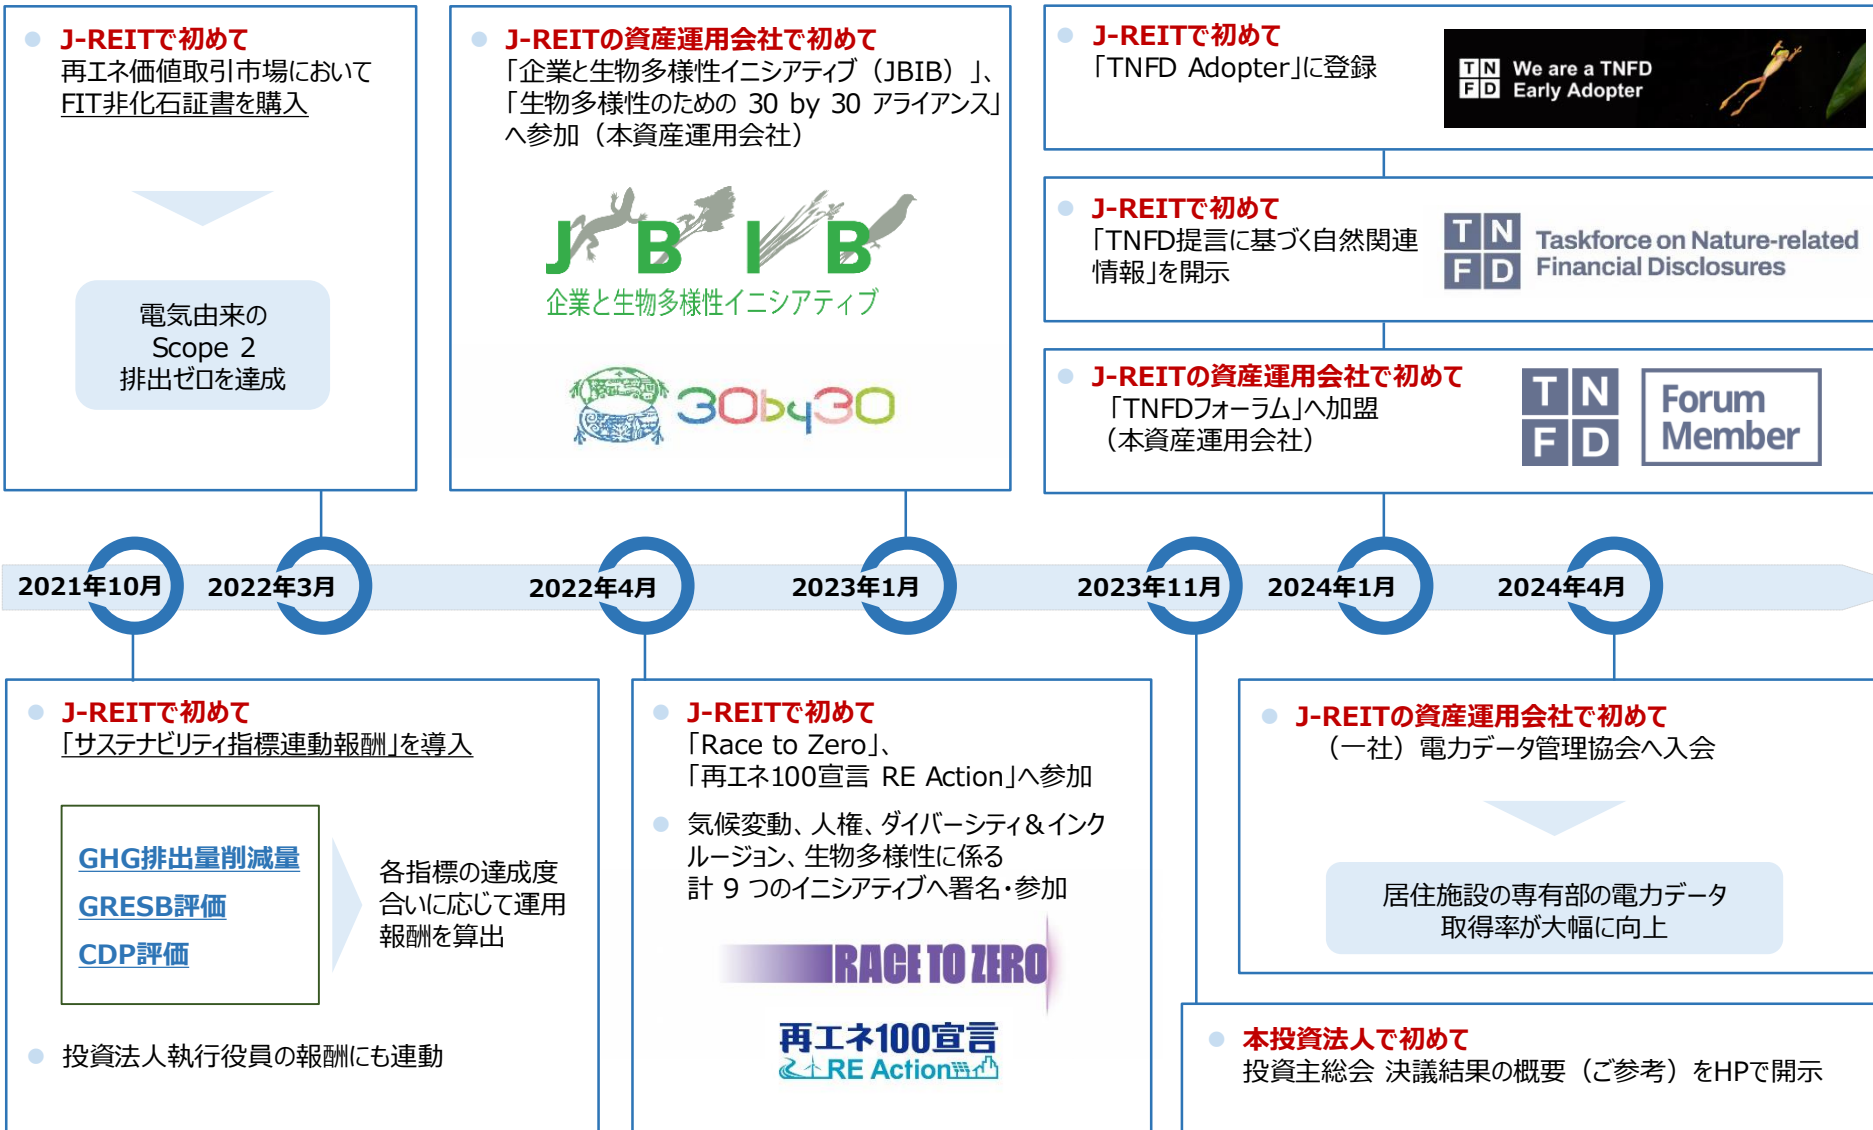 J-REITで初めて
再エネ価値取引市場において
FIT非化石証書を購入
電気由来の
Scope 2
排出ゼロを達成
J-REITの資産運用会社で初めて
「企業と生物多様性イニシアティブ（JBIB）」、
「生物多様性のための 30 by 30 アライアンス」
へ参加（本資産運用会社）
JBIB
企業と生物多様性イニシアティブ
30by30
J-REITで初めて
「TNFD Adopter」に登録
TN We are a TNFD
FD Early Adopter
J-REITで初めて
「TNFD提言に基づく自然関連
情報」を開示
TN Taskforce on Nature-related
FD Financial Disclosures
J-REITの資産運用会社で初めて
「TNFDフォーラム」へ加盟
（本資産運用会社）
TN Forum
FD Member
2021年10月 2022年3月 2022年4月 2023年1月 2023年11月 2024年1月 2024年4月
J-REITで初めて
「サステナビリティ指標連動報酬」を導入
GHG排出量削減量
GRESB評価
CDP評価
各指標の達成度
合いに応じて運用
報酬を算出
投資法人執行役員の報酬にも連動
J-REITで初めて
「Race to Zero」、
「再エネ100宣言 RE Action」へ参加
気候変動、人権、ダイバーシティ＆インク
ルージョン、生物多様性に係る
計 9 つのイニシアティブへ署名・参加
RACE TO ZERO
再エネ100宣言
RE Action
J-REITの資産運用会社で初めて
（一社）電力データ管理協会へ入会
居住施設の専有部の電力データ
取得率が大幅に向上
本投資法人で初めて
投資主総会 決議結果の概要（ご参考）をHPで開示